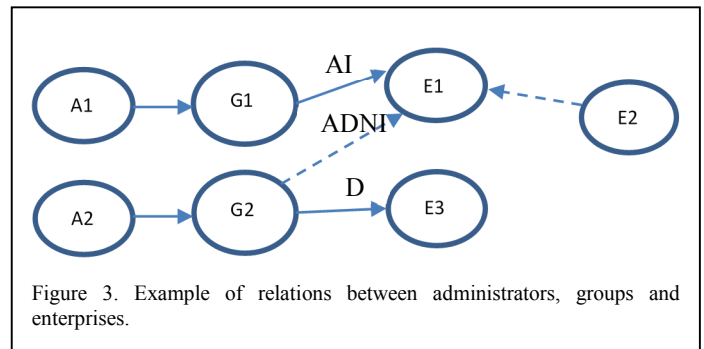 AI
A1
G1
E1
E2
ADNI
D
A2
G2
E3
Figure 3. Example of relations between administrators, groups and
enterprises.